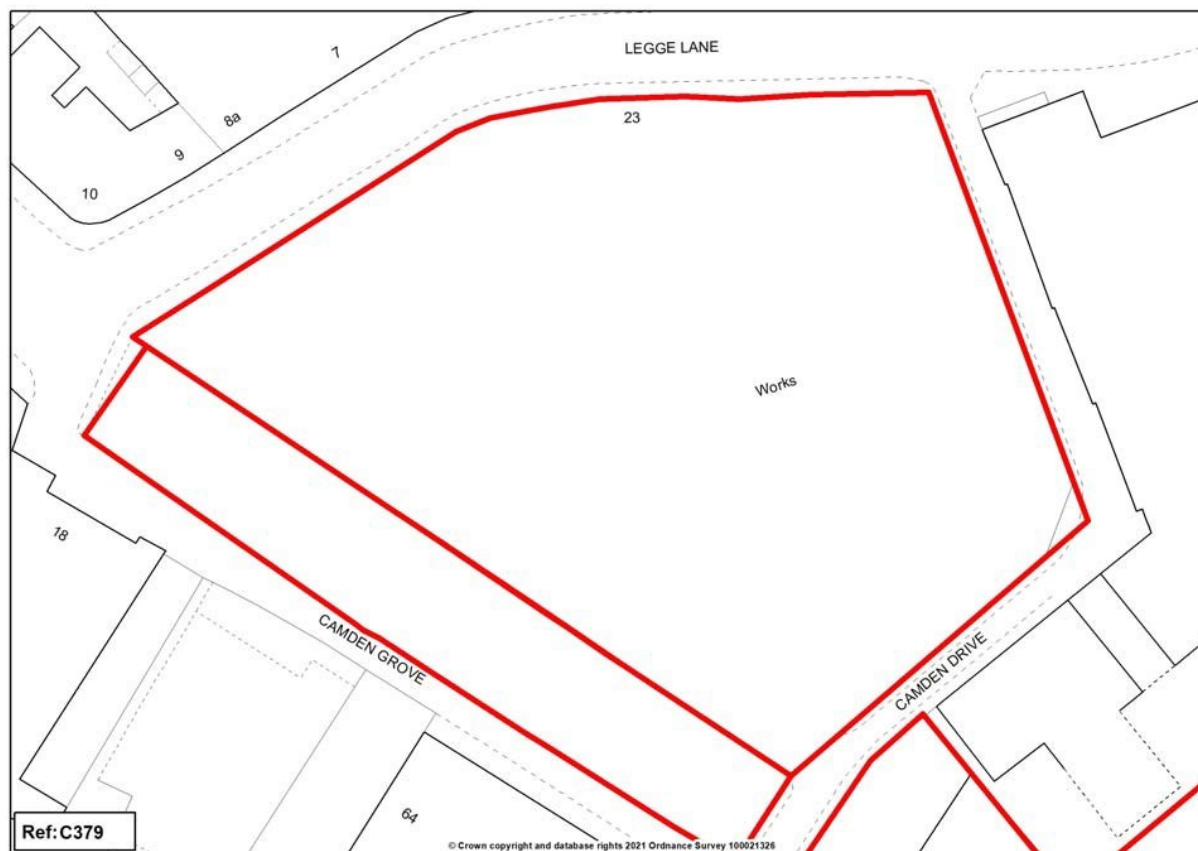 LEGGE LANE
7
23
8a
9
10
Works
18
CAMDEN GROVE
CAMDEN DRIVE
64
Ref:C379
© Crown copyright and database rights 2021 Ordnance Survey 100021326